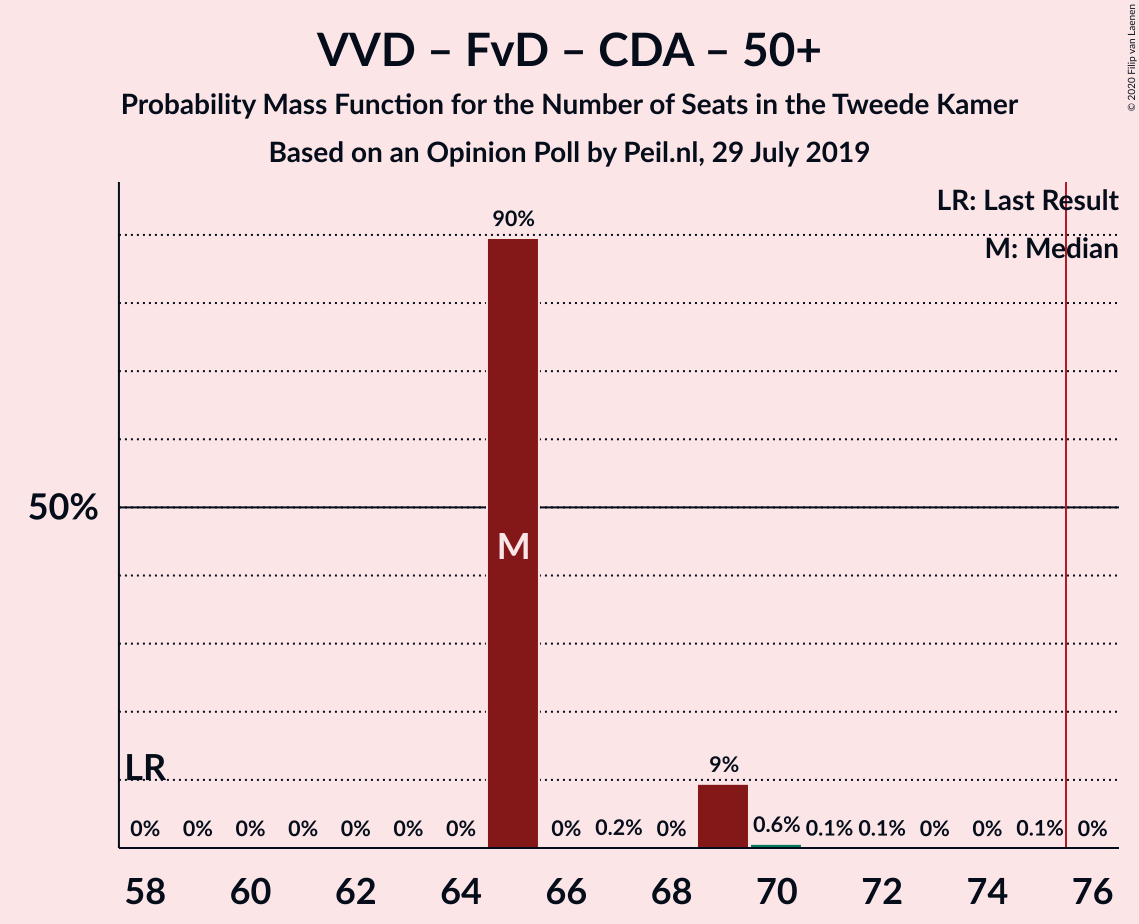 VVD – FvD – CDA – 50+
Probability Mass Function for the Number of Seats in the Tweede Kamer
Based on an Opinion Poll by Peil.nl, 29 July 2019
© 2020 Filip van Laenen
LR: Last Result
M: Median
90%
50%
M
LR
9%
0% 0% 0% 0% 0% 0% 0% 0% 0.2% 0% 0.6% 0.1% 0.1% 0% 0% 0.1% 0%
58 60 62 64 66 68 70 72 74 76